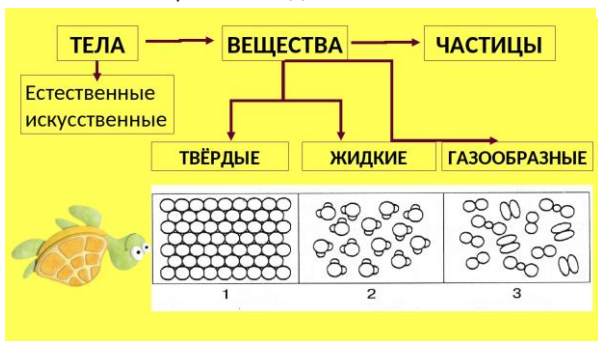 ТЕЛА
ВЕЩЕСТВА
ЧАСТИЦЫ
Естественные
искусственные
ТВЁРДЫЕ
ЖИДКИЕ
ГАЗООБРАЗНЫЕ
1
2
3